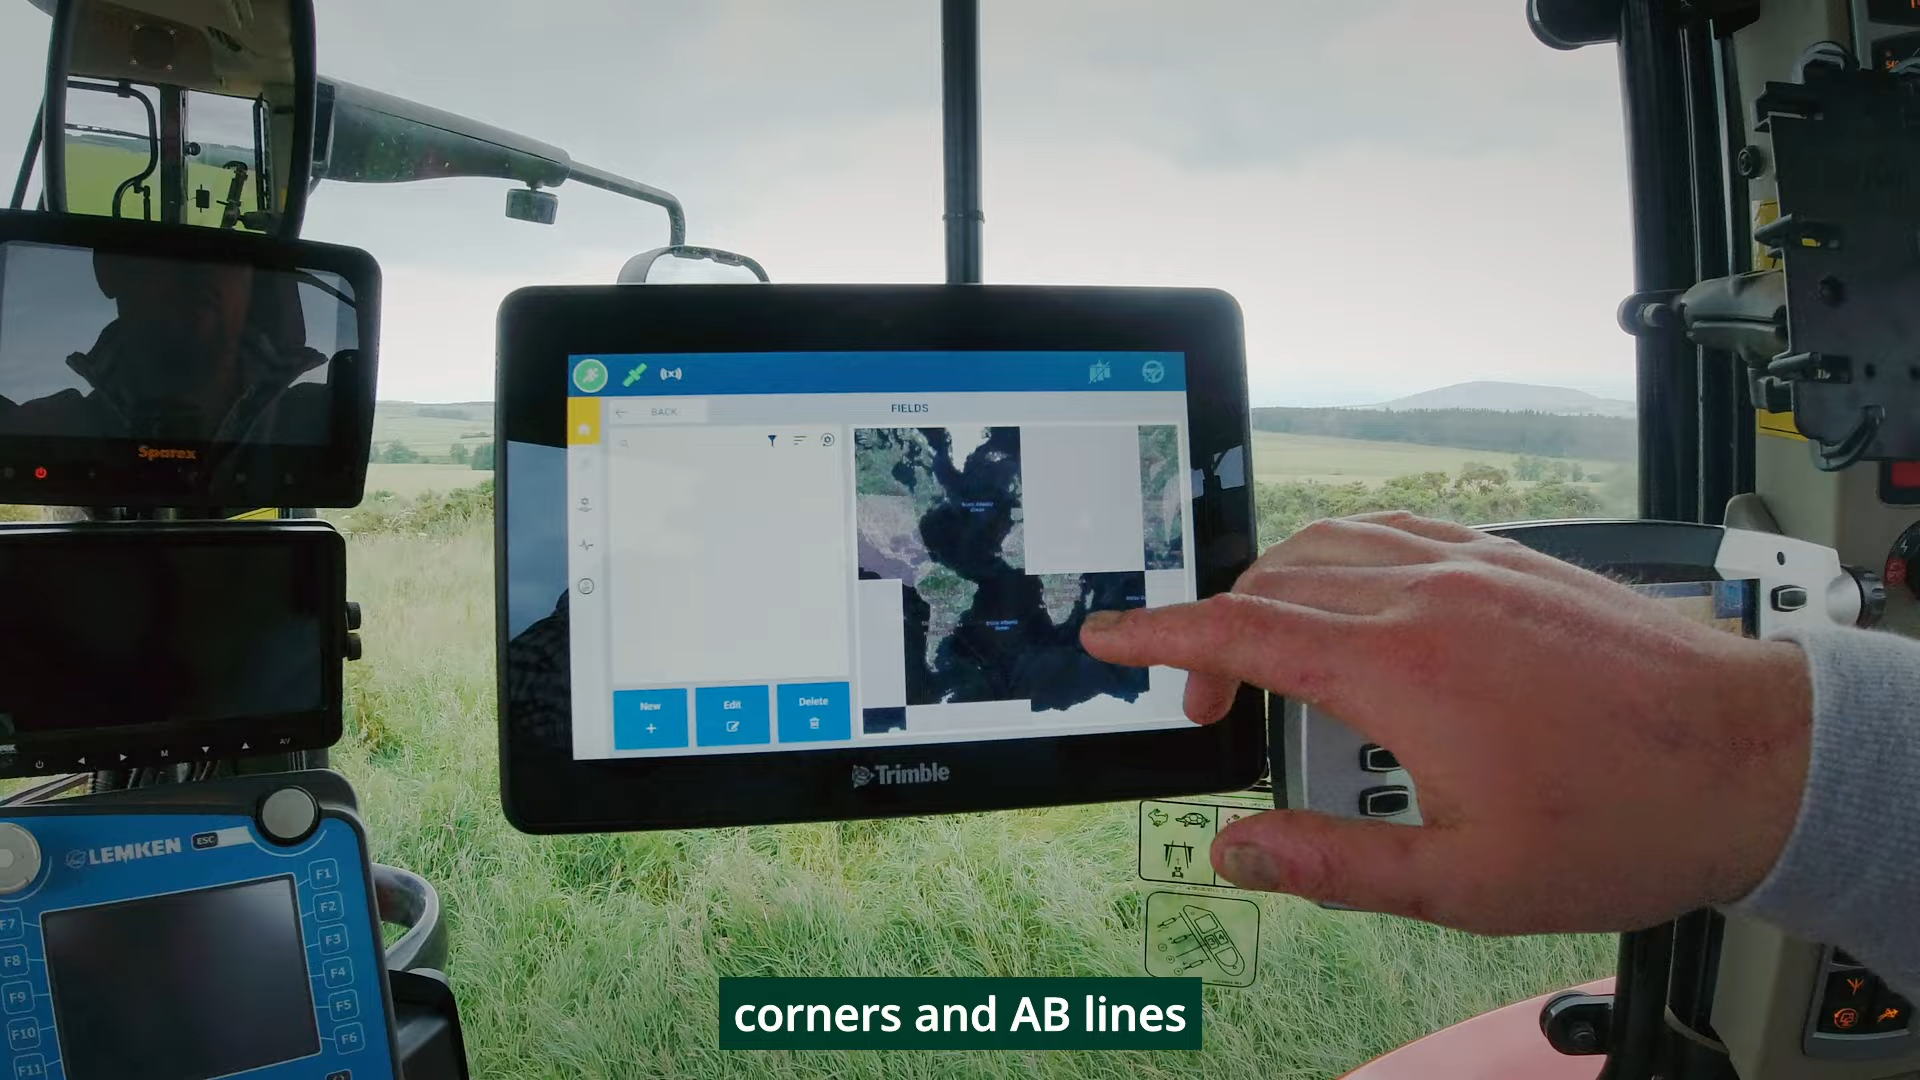 Sparex
BACK
FIELDS
New
Edit
Delete
Trimble
M
AV
LEMKEN
ESC
F1
F2
F3
F4
F5
F6
F7
F8
F9
F10
F11
corners and AB lines